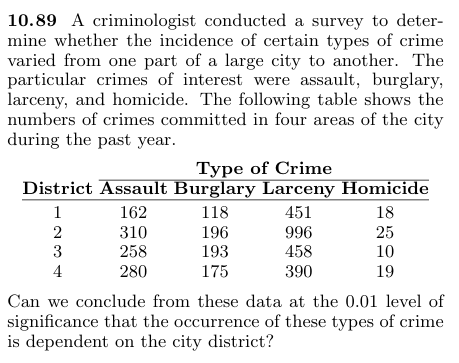 10.89 A criminologist conducted a survey to deter-
mine whether the incidence of certain types of crime
varied from one part of a large city to another. The
particular crimes of interest were assault, burglary,
larceny, and homicide. The following table shows the
numbers of crimes committed in four areas of the city
during the past year.
Type of Crime
District Assault Burglary Larceny Homicide
1 162 118 451 18
2 310 196 996 25
3 258 193 458 10
4 280 175 390 19
Can we conclude from these data at the 0.01 level of
significance that the occurrence of these types of crime
is dependent on the city district?